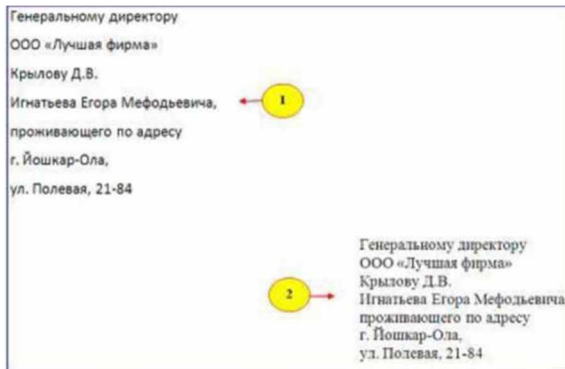 Генеральному директору
ООО «Лучшая фирма»
Крылову Д.В.
Игнатьева Егора Мефодьевича,
1
проживающего по адресу
г. Йошкар-Ола,
ул. Полевая, 21-84
Генеральному директору
ООО «Лучшая фирма»
Крылову Д.В.
2
Игнатьева Егора Мефодьевича
проживающего по адресу
г. Йошкар-Ола,
ул. Полевая, 21-84